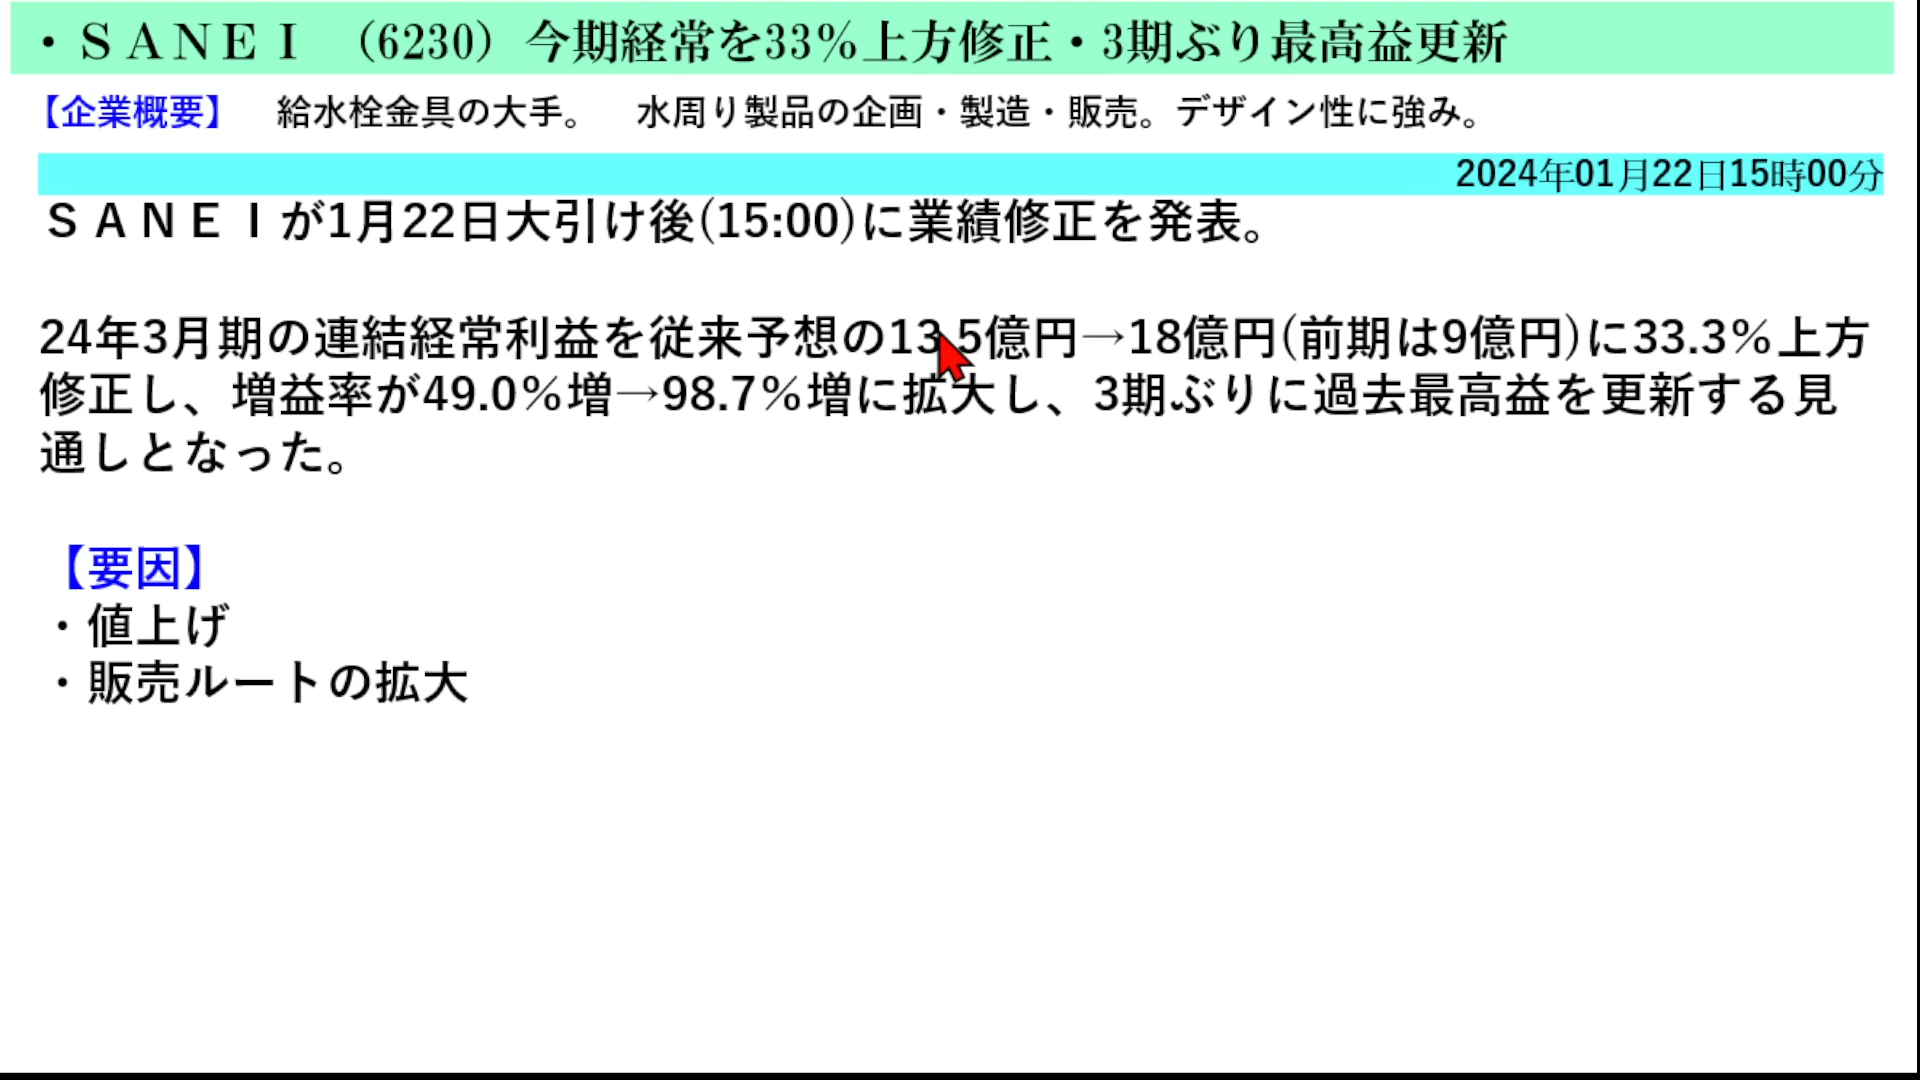 ・ＳＡＮＥＩ （6230）今期経常を33％上方修正・3期ぶり最高益更新
【企業概要】 給水栓金具の大手。 水周り製品の企画・製造・販売。デザイン性に強み。
2024年01月22日15時00分
ＳＡＮＥＩが1月22日大引け後(15:00)に業績修正を発表。
24年3月期の連結経常利益を従来予想の13.5億円→18億円(前期は9億円)に33.3％上方
修正し、増益率が49.0％増→98.7％増に拡大し、3期ぶりに過去最高益を更新する見
通しとなった。
【要因】
・値上げ
・販売ルートの拡大